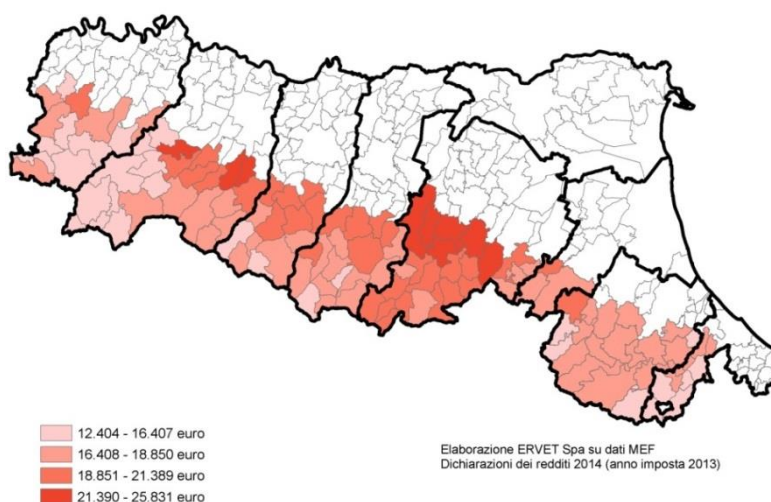 12.404 - 16.407 euro
16.408 - 18.850 euro
18.851 - 21.389 euro
21.390 - 25.831 euro
Elaborazione ERVET Spa su dati MEF
Dichiarazioni dei redditi 2014 (anno imposta 2013)